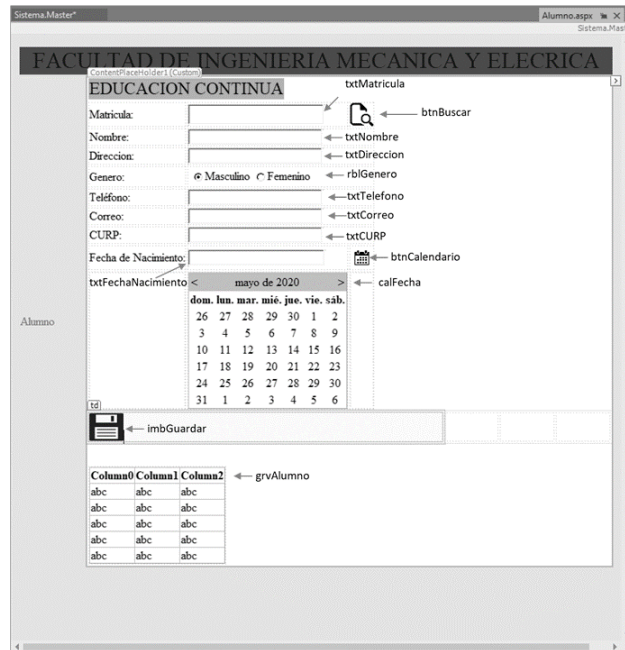 Sistema.Master*
Alumno.aspx
Sistema.Mas
FACULTAD DE INGENIERIA MECANICA Y ELECRICA
ContentPlaceHolder1 (Custom)
EDUCACION CONTINUA
txtMatricula
Matricula:
btnBuscar
Nombre:
txtNombre
Direccion:
txtDireccion
Genero:
Masculino Femenino
rblGenero
Teléfono:
txtTelefono
Correo:
txtCorreo
CURP:
txtCURP
Fecha de Nacimiento:
btnCalendario
txtFechaNacimiento
< mayo de 2020 >
calFecha
dom. lun. mar. mié. jue. vie. sáb.
26 27 28 29 30 1 2
3 4 5 6 7 8 9
10 11 12 13 14 15 16
17 18 19 20 21 22 23
24 25 26 27 28 29 30
31 1 2 3 4 5 6
Alumno
td
imbGuardar
Column0 Column1 Column2
grvAlumno
abc abc abc
abc abc abc
abc abc abc
abc abc abc
abc abc abc